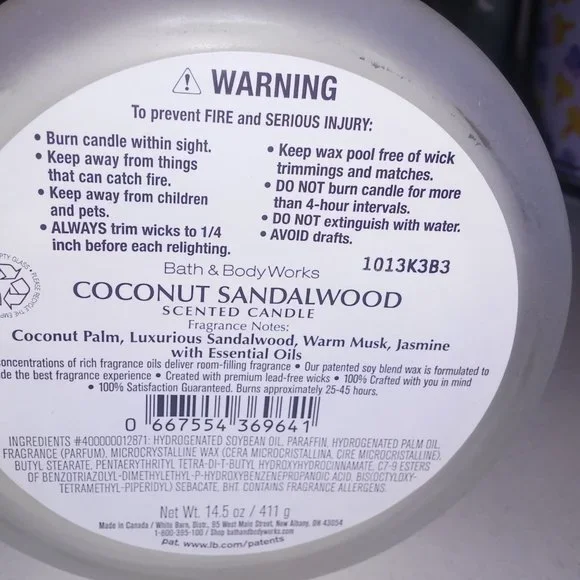 WARNING
To prevent FIRE and SERIOUS INJURY:
• Burn candle within sight.
• Keep away from things
that can catch fire.
• Keep away from children
and pets.
• ALWAYS trim wicks to 1/4
inch before each relighting.
• Keep wax pool free of wick
trimmings and matches.
• DO NOT burn candle for more
than 4-hour intervals.
• DO NOT extinguish with water.
• AVOID drafts.
1013K3B3
Bath & Body Works
COCONUT SANDALWOOD
SCENTED CANDLE
Fragrance Notes:
Coconut Palm, Luxurious Sandalwood, Warm Musk, Jasmine
with Essential Oils
concentrations of rich fragrance oils deliver room-filling fragrance • Our patented soy blend wax is formulated to
the best fragrance experience • Created with premium lead-free wicks • 100% Crafted with you in mind
• 100% Satisfaction Guaranteed. Burns approximately 25-45 hours.
0 667554 369641
INGREDIENTS #400000012871: HYDROGENATED SOYBEAN OIL, PARAFFIN, HYDROGENATED PALM OIL,
FRAGRANCE (PARFUM), MICROCRYSTALLINE WAX (CERA MICROCRISTALLINA, CIRE MICROCRISTALLINE),
BUTYL STEARATE, PENTAERYTHRITYL TETRA-DI-T-BUTYL HYDROXYHYDROCINNAMATE, C7-9 ESTERS
OF BENZOTRIAZOLYL-DIMETHYLETHYL-P-HYDROXYBENZENEPROPANOIC ACID, BIS(OCTYLOXY-
TETRAMETHYL-PIPERIDYL) SEBACATE, BHT. CONTAINS FRAGRANCE ALLERGENS.
Net Wt. 14.5 oz / 411 g
Made in Canada / White Barn, Distr., 95 West Main Street, New Albany, OH 43054
1-800-395-100 / Shop bathandbodyworks.com
Pat. www.lb.com/patents